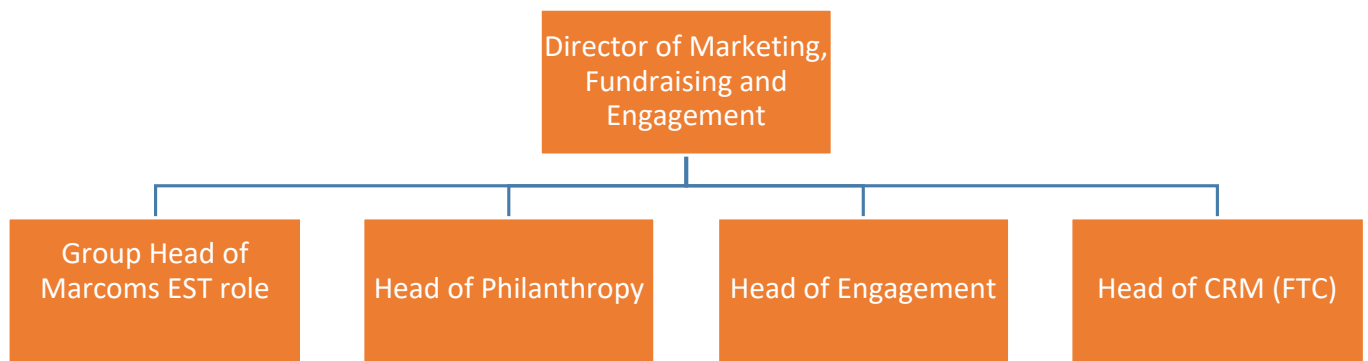 Director of Marketing,
Fundraising and
Engagement
Group Head of
Marcoms EST role
Head of Philanthropy
Head of Engagement
Head of CRM (FTC)